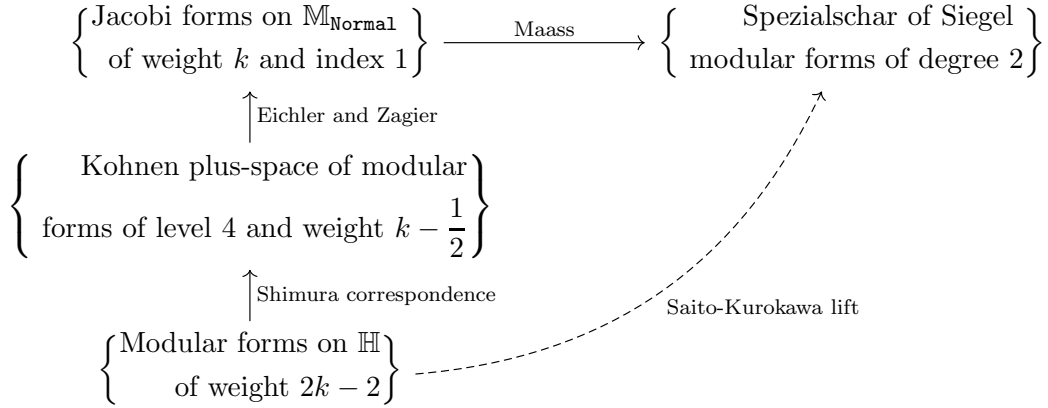 Jacobi forms on 𝕄_Normal
of weight k and index 1
Maass
Spezialschar of Siegel
modular forms of degree 2
Eichler and Zagier
Kohnen plus-space of modular
forms of level 4 and weight k − 1/2
Shimura correspondence
Saito-Kurokawa lift
Modular forms on ℍ
of weight 2k − 2